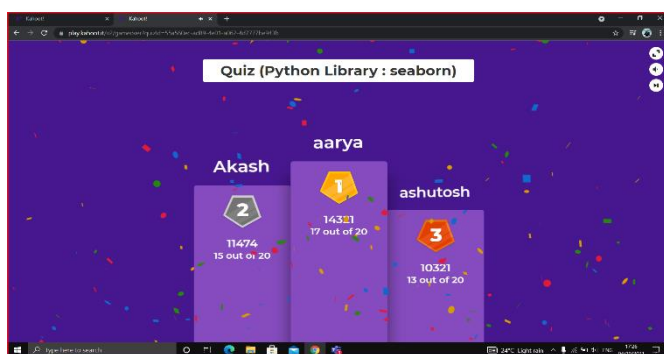 Kahoot!
Kahoot!
Quiz (Python Library : seaborn)
aarya
Akash
ashutosh
1
2
3
14321
17 out of 20
11474
15 out of 20
10321
13 out of 20
Type here to search
24°C Light rain
ENG